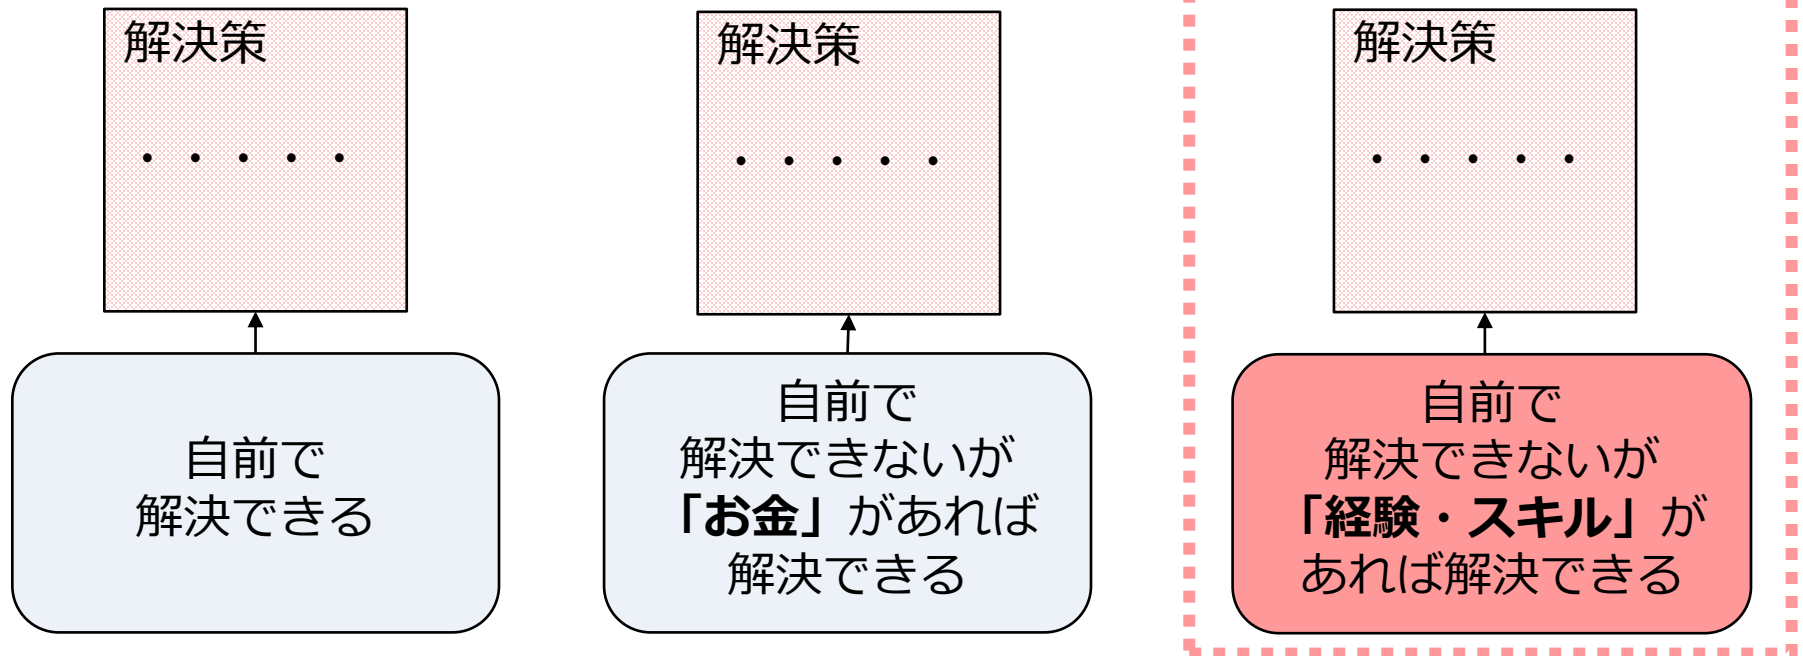 解決策
・・・・・
解決策
・・・・・
解決策
・・・・・
自前で
解決できる
自前で
解決できないが
「お金」があれば
解決できる
自前で
解決できないが
「経験・スキル」が
あれば解決できる